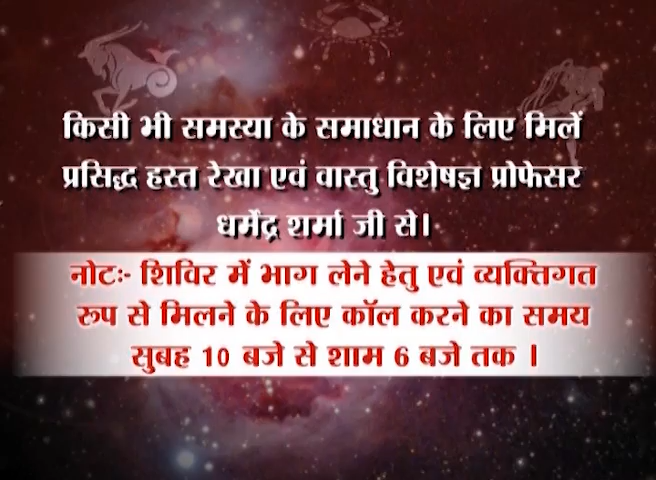 किसी भी समस्या के समाधान के लिए मिलें
प्रसिद्ध हस्त रेखा एवं वास्तु विशेषज्ञ प्रोफेसर
धर्मेंद्र शर्मा जी से।
नोटः- शिविर में भाग लेने हेतु एवं व्यक्तिगत
रूप से मिलने के लिए कॉल करने का समय
सुबह 10 बजे से शाम 6 बजे तक ।